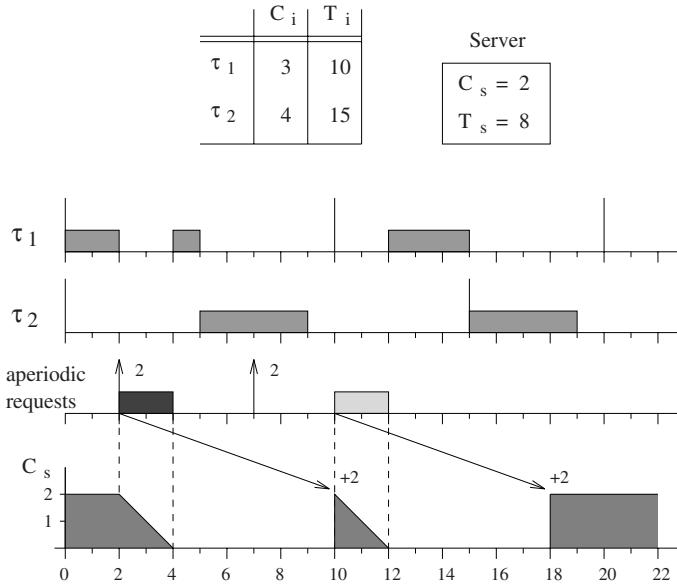 C i T i
τ 1 3 10
τ 2 4 15
Server
C s = 2
T s = 8
τ 1
τ 2
aperiodic
requests
2
2
C s
+2
+2
2
1
0 2 4 6 8 10 12 14 16 18 20 22